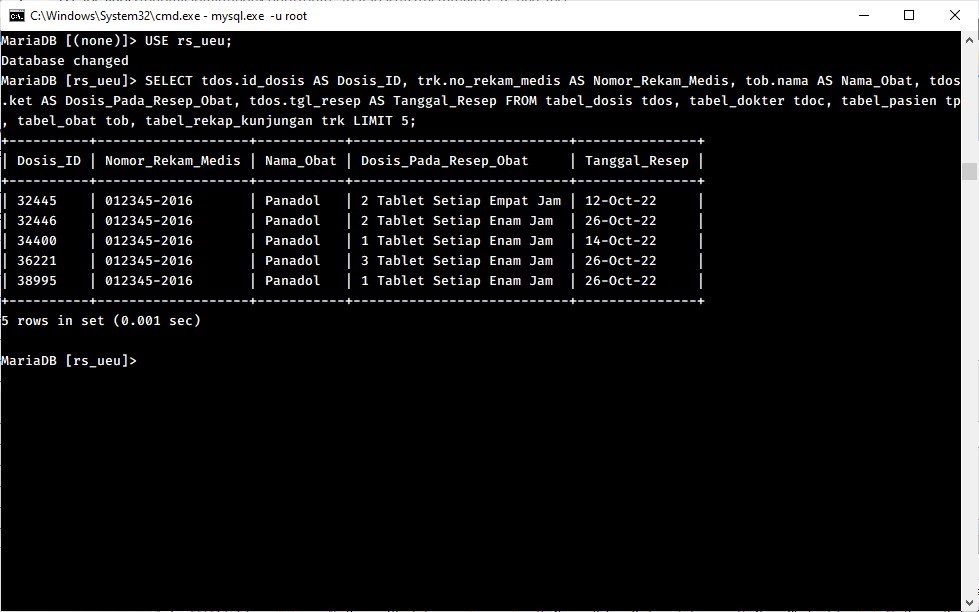 C:\Windows\System32\cmd.exe - mysql.exe -u root
MariaDB [(none)]> USE rs_ueu;
Database changed
MariaDB [rs_ueu]> SELECT tdos.id_dosis AS Dosis_ID, trk.no_rekam_medis AS Nomor_Rekam_Medis, tob.nama AS Nama_Obat, tdos
.ket AS Dosis_Pada_Resep_Obat, tdos.tgl_resep AS Tanggal_Resep FROM tabel_dosis tdos, tabel_dokter tdoc, tabel_pasien tp
, tabel_obat tob, tabel_rekap_kunjungan trk LIMIT 5;
+----------+-------------------+-----------+---------------------------+---------------+
| Dosis_ID | Nomor_Rekam_Medis | Nama_Obat | Dosis_Pada_Resep_Obat     | Tanggal_Resep |
+----------+-------------------+-----------+---------------------------+---------------+
| 32445    | 012345-2016       | Panadol   | 2 Tablet Setiap Empat Jam | 12-Oct-22     |
| 32446    | 012345-2016       | Panadol   | 2 Tablet Setiap Enam Jam  | 26-Oct-22     |
| 34400    | 012345-2016       | Panadol   | 1 Tablet Setiap Enam Jam  | 14-Oct-22     |
| 36221    | 012345-2016       | Panadol   | 3 Tablet Setiap Enam Jam  | 26-Oct-22     |
| 38995    | 012345-2016       | Panadol   | 1 Tablet Setiap Enam Jam  | 26-Oct-22     |
+----------+-------------------+-----------+---------------------------+---------------+
5 rows in set (0.001 sec)
MariaDB [rs_ueu]>